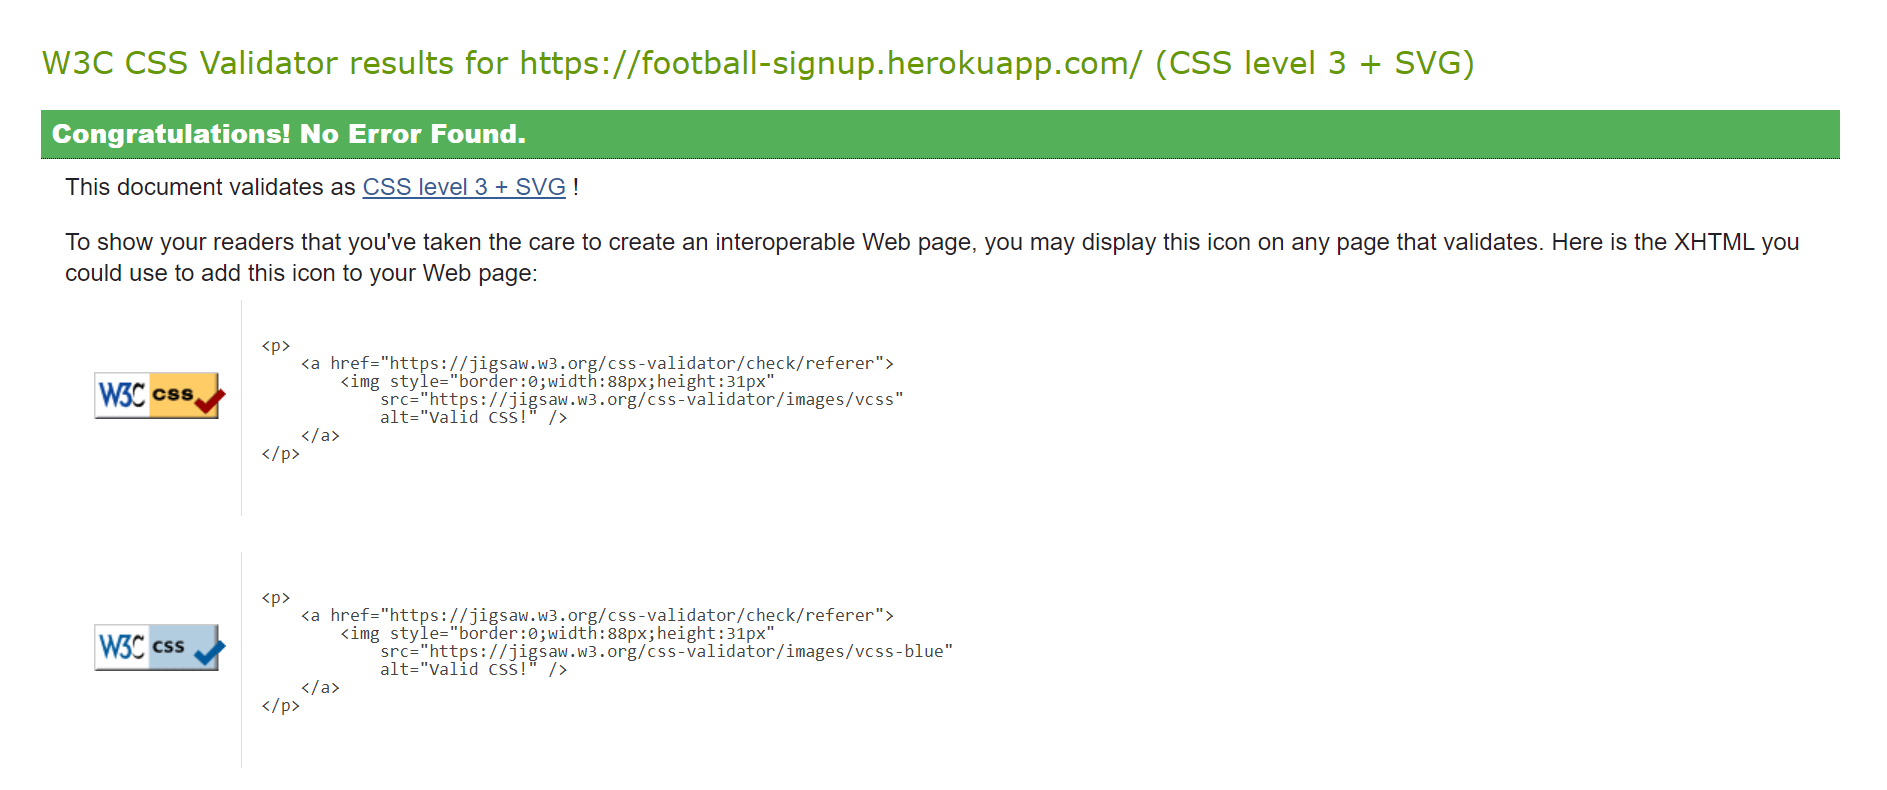 W3C CSS Validator results for https://football-signup.herokuapp.com/ (CSS level 3 + SVG)
Congratulations! No Error Found.
This document validates as CSS level 3 + SVG !
To show your readers that you've taken the care to create an interoperable Web page, you may display this icon on any page that validates. Here is the XHTML you
could use to add this icon to your Web page:
<p>
<a href="https://jigsaw.w3.org/css-validator/check/referer">
<img style="border:0;width:88px;height:31px"
W3C css
src="https://jigsaw.w3.org/css-validator/images/vcss"
alt="Valid CSS!" />
</a>
</p>
<p>
<a href="https://jigsaw.w3.org/css-validator/check/referer">
<img style="border:0;width:88px;height:31px"
W3C css
src="https://jigsaw.w3.org/css-validator/images/vcss-blue"
alt="Valid CSS!" />
</a>
</p>